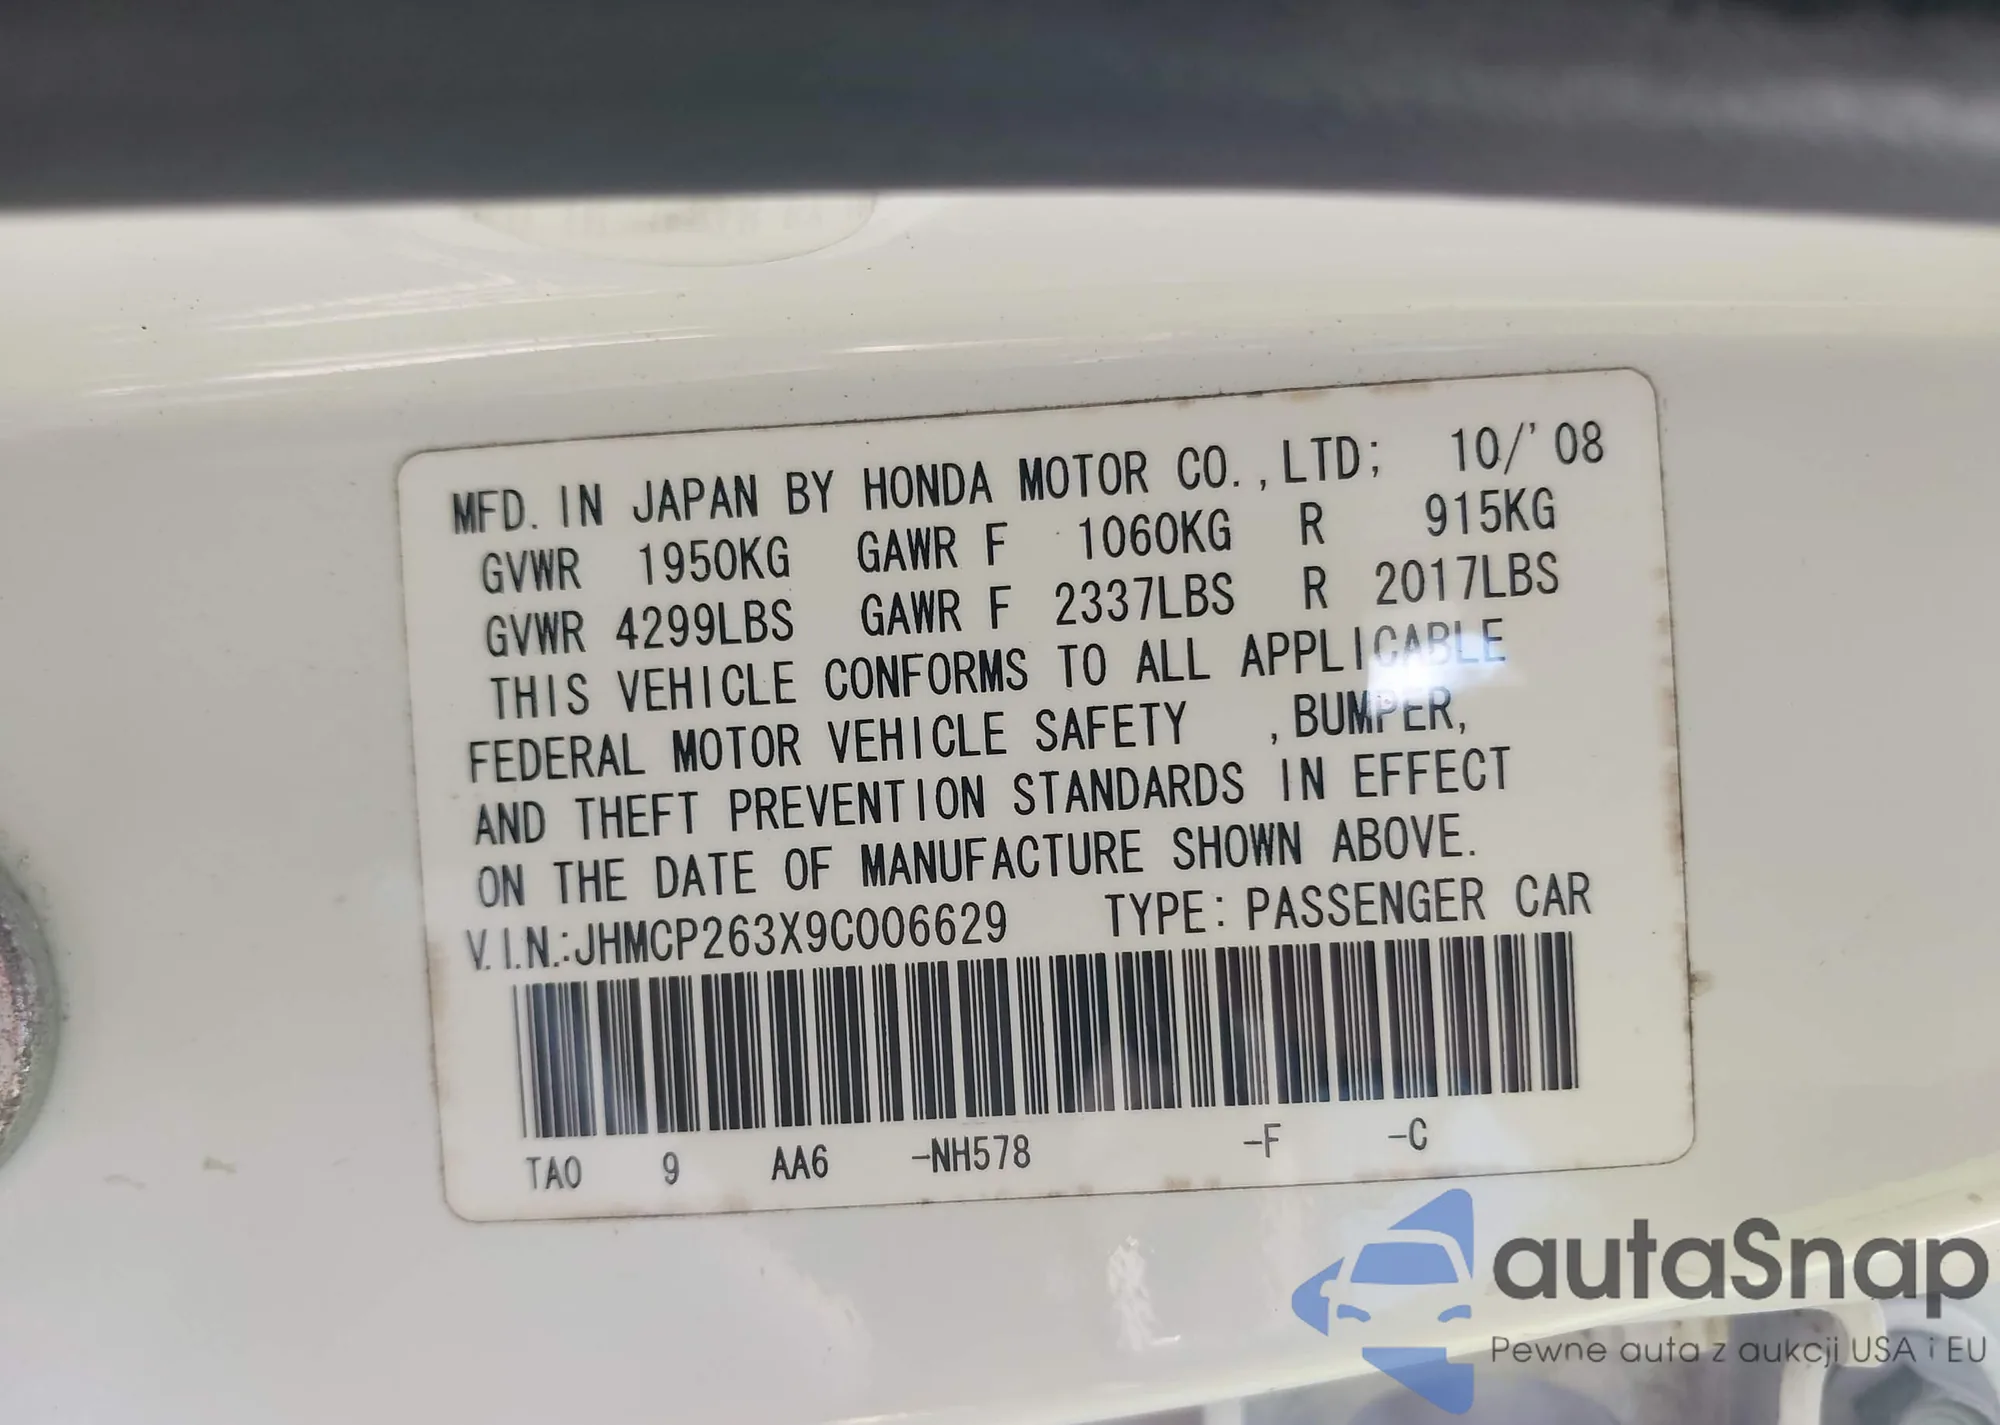 MFD. IN JAPAN BY HONDA MOTOR CO.,LTD; 10/'08
GVWR 1950KG GAWR F 1060KG R 915KG
GVWR 4299LBS GAWR F 2337LBS R 2017LBS
THIS VEHICLE CONFORMS TO ALL APPLICABLE
FEDERAL MOTOR VEHICLE SAFETY ,BUMPER,
AND THEFT PREVENTION STANDARDS IN EFFECT
ON THE DATE OF MANUFACTURE SHOWN ABOVE.
V.I.N.:JHMCP263X9C006629 TYPE:PASSENGER CAR
TA0 9 AA6 -NH578 -F -C
autaSnap
Pewne auta z aukcji USA i EU